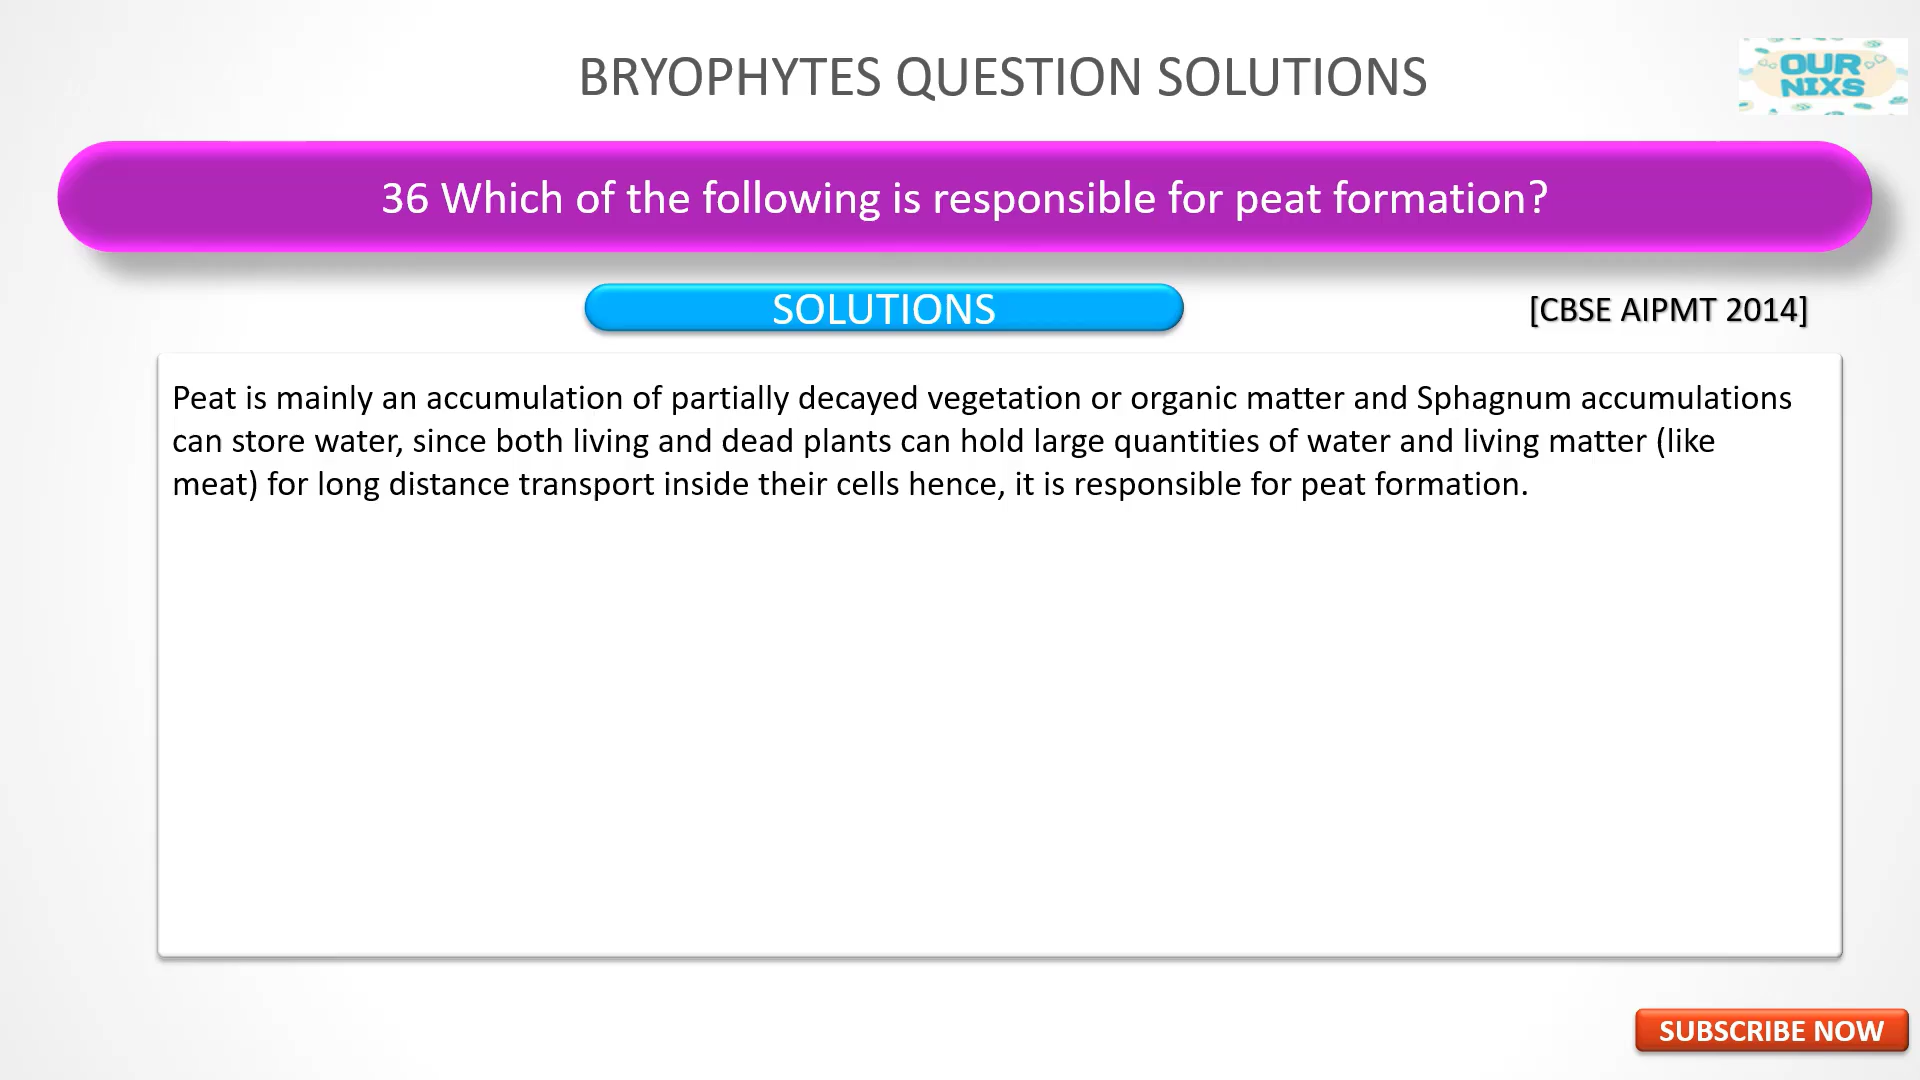 BRYOPHYTES QUESTION SOLUTIONS
OUR
NIXS
36 Which of the following is responsible for peat formation?
SOLUTIONS
[CBSE AIPMT 2014]
Peat is mainly an accumulation of partially decayed vegetation or organic matter and Sphagnum accumulations
can store water, since both living and dead plants can hold large quantities of water and living matter (like
meat) for long distance transport inside their cells hence, it is responsible for peat formation.
SUBSCRIBE NOW